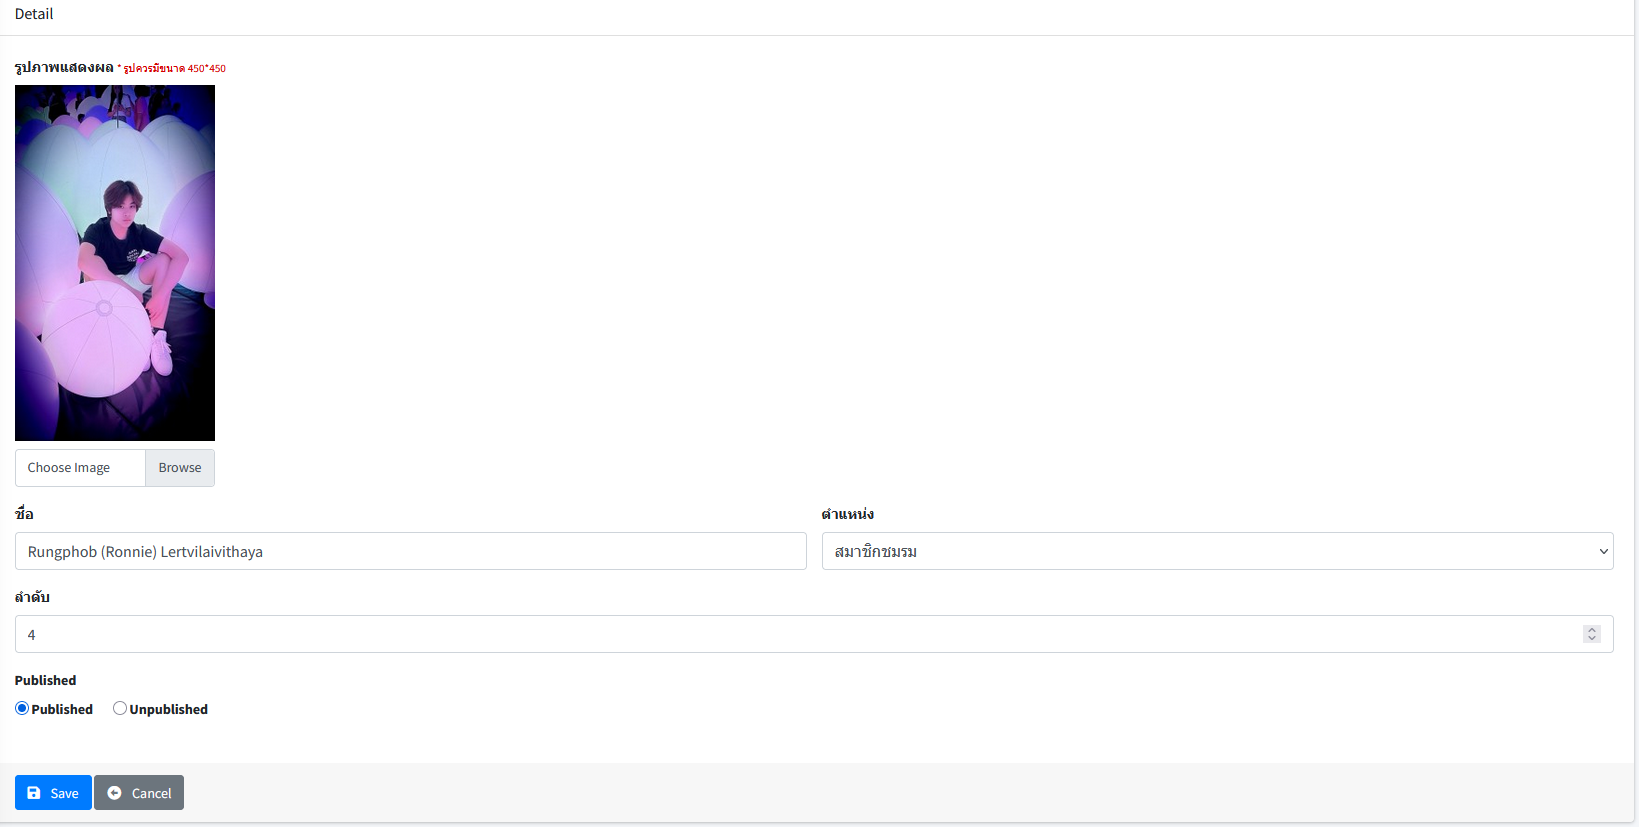 Detail
รูปภาพแสดงผล * รูปควรมีขนาด 450*450
Choose Image Browse
ชื่อ ตำแหน่ง
Rungphob (Ronnie) Lertvilaivithaya สมาชิกชมรม
ลำดับ
4
Published
Published Unpublished
Save Cancel